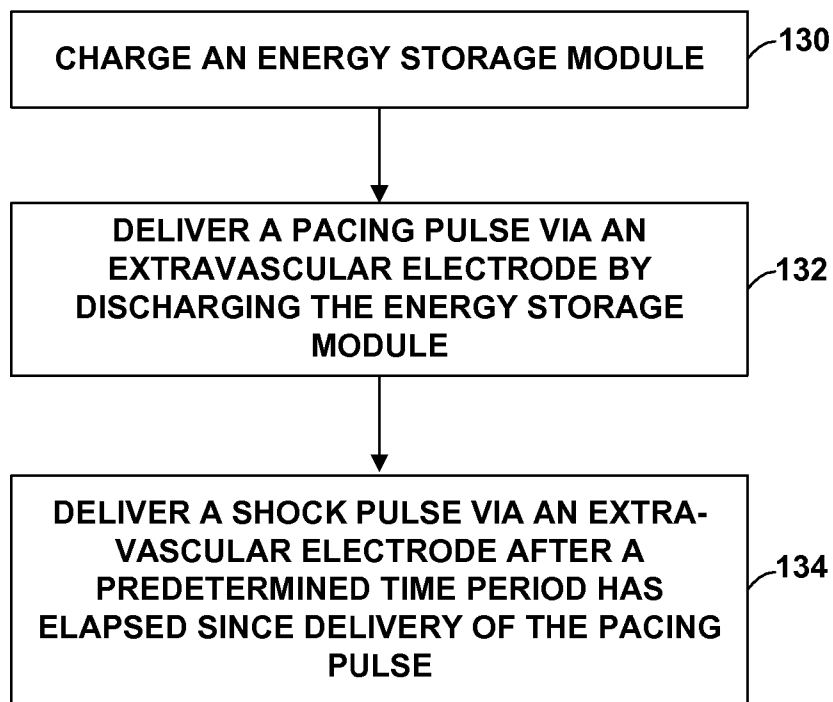 CHARGE AN ENERGY STORAGE MODULE
130
DELIVER A PACING PULSE VIA AN
EXTRAVASCULAR ELECTRODE BY
DISCHARGING THE ENERGY STORAGE
MODULE
132
DELIVER A SHOCK PULSE VIA AN EXTRA-
VASCULAR ELECTRODE AFTER A
PREDETERMINED TIME PERIOD HAS
ELAPSED SINCE DELIVERY OF THE PACING
PULSE
134